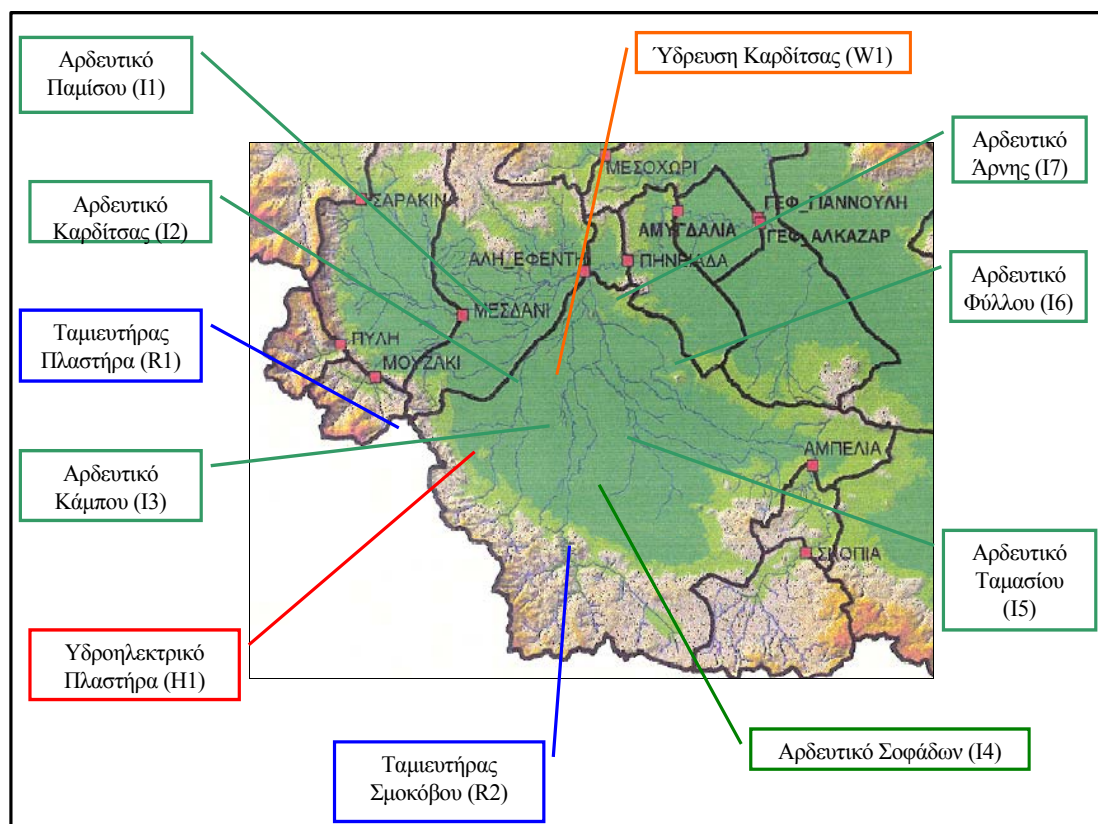 Αρδευτικό
Παμίσου (I1)
Ύδρευση Καρδίτσας (W1)
Αρδευτικό
Άρνης (I7)
Αρδευτικό
Καρδίτσας (I2)
Αρδευτικό
Φύλλου (I6)
Ταμιευτήρας
Πλαστήρα (R1)
Αρδευτικό
Κάμπου (I3)
Αρδευτικό
Ταμασίου
(I5)
Υδροηλεκτρικό
Πλαστήρα (H1)
Ταμιευτήρας
Σμοκόβου (R2)
Αρδευτικό Σοφάδων (I4)
ΜΕΣΟΧΩΡΙ
ΣΑΡΑΚΙΝΑ
ΓΕΦ_ΓΙΑΝΝΟΥΛΗ
ΑΜΥΓΔΑΛΙΑ
ΓΕΦ_ΑΛΚΑΖΑΡ
ΑΛΗ_ΕΦΕΝΤΗ
ΠΗΝΕΙΑΔΑ
ΜΕΣΔΑΝΙ
ΠΥΛΗ
ΜΟΥΖΑΚΙ
ΑΜΠΕΛΙΑ
ΣΚΟΠΙΑ